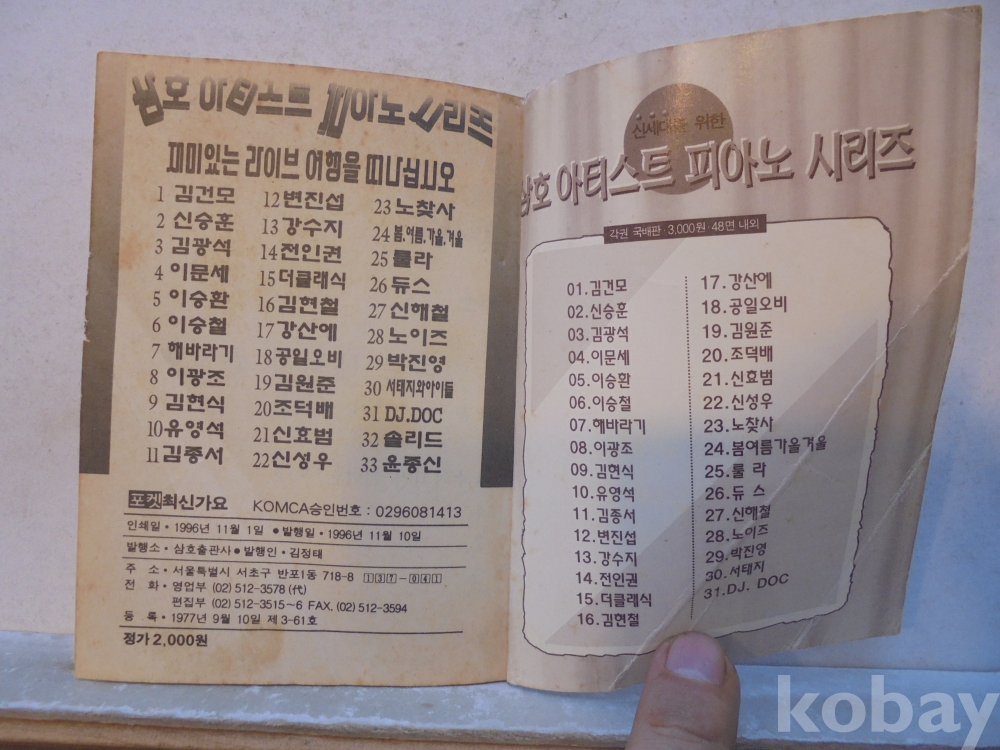 삼호 아티스트 피아노 시리즈
재미있는 라이브 여행을 떠나십시오
1 김건모
2 신승훈
3 김광석
4 이문세
5 이승환
6 이승철
7 해바라기
8 이광조
9 김현식
10 유영석
11 김종서
12 변진섭
13 강수지
14 전인권
15 더클래식
16 김현철
17 강산에
18 공일오비
19 김원준
20 조덕배
21 신효범
22 신성우
23 노찾사
24 봄,여름,가을,겨울
25 룰라
26 듀스
27 신해철
28 노이즈
29 박진영
30 서태지와아이들
31 DJ.DOC
32 솔리드
33 윤종신
포켓최신가요 KOMCA승인번호 : 0296081413
인쇄일 • 1996년 11월 1일 ● 발행일 • 1996년 11월 10일
발행소 • 삼호출판사 ● 발행인 • 김정태
주 소 • 서울특별시 서초구 반포1동 718-8 137-041
전 화 • 영업부 (02) 512-3578 (代)
편집부 (02) 512-3515~6 FAX. (02) 512-3594
등 록 • 1977년 9월 10일 제 3-61호
정가 2,000원
신세대를 위한
삼호 아티스트 피아노 시리즈
각권 국배판·3,000원·48면 내외
01.김건모
02.신승훈
03.김광석
04.이문세
05.이승환
06.이승철
07.해바라기
08.이광조
09.김현식
10.유영석
11.김종서
12.변진섭
13.강수지
14.전인권
15.더클래식
16.김현철
17.강산에
18.공일오비
19.김원준
20.조덕배
21.신효범
22.신성우
23.노찾사
24.봄여름가을겨울
25.룰 라
26.듀 스
27.신해철
28.노이즈
29.박진영
30.서태지
31.DJ. DOC
kobay